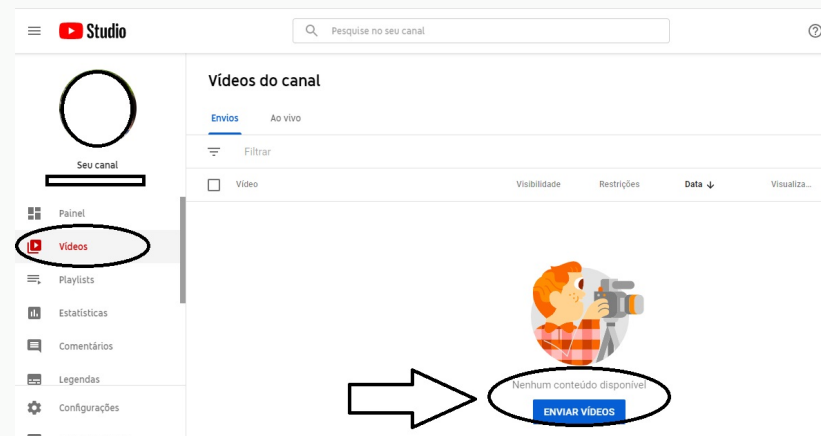 Studio
Pesquise no seu canal
Seu canal
Painel
Vídeos
Playlists
Estatísticas
Comentários
Legendas
Configurações
Vídeos do canal
Envios Ao vivo
Filtrar
Vídeo Visibilidade Restrições Data ↓ Visualiza...
Nenhum conteúdo disponível
ENVIAR VÍDEOS